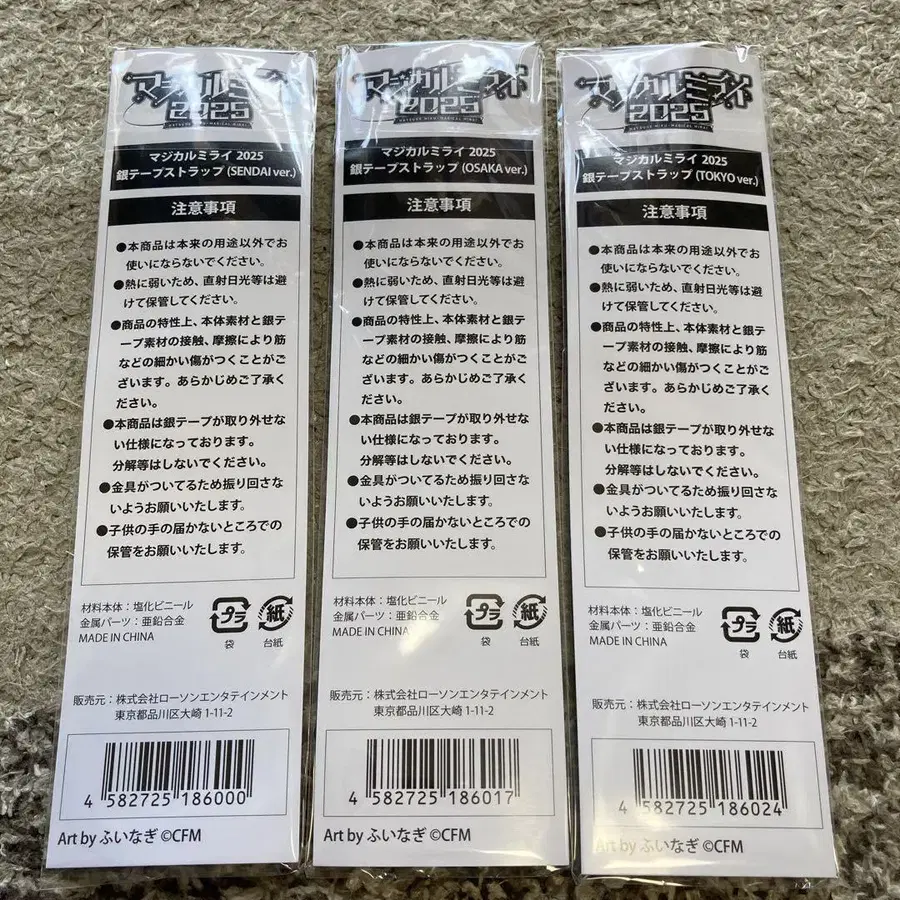 マジカルミライ
2025
HATSUNE MIKU「MAGICAL MIRAI」
マジカルミライ 2025
銀テープストラップ (SENDAI ver.)
注意事項
●本商品は本来の用途以外でお
使いにならないでください。
●熱に弱いため、直射日光等は避
けて保管してください。
●商品の特性上、本体素材と銀テ
ープ素材の接触、摩擦により筋
などの細かい傷がつくことがご
ざいます。あらかじめご了承く
ださい。
●本商品は銀テープが取り外せな
い仕様になっております。
分解等はしないでください。
●金具がついてるため振り回さな
いようお願いいたします。
●子供の手の届かないところでの
保管をお願いいたします。
材料本体：塩化ビニール
金属パーツ：亜鉛合金
MADE IN CHINA
プラ
袋
紙
台紙
販売元：株式会社ローソンエンタテインメント
東京都品川区大崎 1-11-2
4 582725 186000
Art by ふいなぎ ©CFM
マジカルミライ
2025
HATSUNE MIKU「MAGICAL MIRAI」
マジカルミライ 2025
銀テープストラップ (OSAKA ver.)
注意事項
●本商品は本来の用途以外でお
使いにならないでください。
●熱に弱いため、直射日光等は避
けて保管してください。
●商品の特性上、本体素材と銀テ
ープ素材の接触、摩擦により筋
などの細かい傷がつくことがご
ざいます。あらかじめご了承く
ださい。
●本商品は銀テープが取り外せな
い仕様になっております。
分解等はしないでください。
●金具がついてるため振り回さな
いようお願いいたします。
●子供の手の届かないところでの
保管をお願いいたします。
材料本体：塩化ビニール
金属パーツ：亜鉛合金
MADE IN CHINA
プラ
袋
紙
台紙
販売元：株式会社ローソンエンタテインメント
東京都品川区大崎 1-11-2
4 582725 186017
Art by ふいなぎ ©CFM
マジカルミライ
2025
HATSUNE MIKU「MAGICAL MIRAI」
マジカルミライ 2025
銀テープストラップ (TOKYO ver.)
注意事項
●本商品は本来の用途以外でお
使いにならないでください。
●熱に弱いため、直射日光等は避
けて保管してください。
●商品の特性上、本体素材と銀テ
ープ素材の接触、摩擦により筋
などの細かい傷がつくことがご
ざいます。あらかじめご了承く
ださい。
●本商品は銀テープが取り外せな
い仕様になっております。
分解等はしないでください。
●金具がついてるため振り回さな
いようお願いいたします。
●子供の手の届かないところでの
保管をお願いいたします。
材料本体：塩化ビニール
金属パーツ：亜鉛合金
MADE IN CHINA
プラ
袋
紙
台紙
販売元：株式会社ローソンエンタテインメント
東京都品川区大崎 1-11-2
4 582725 186024
Art by ふいなぎ ©CFM